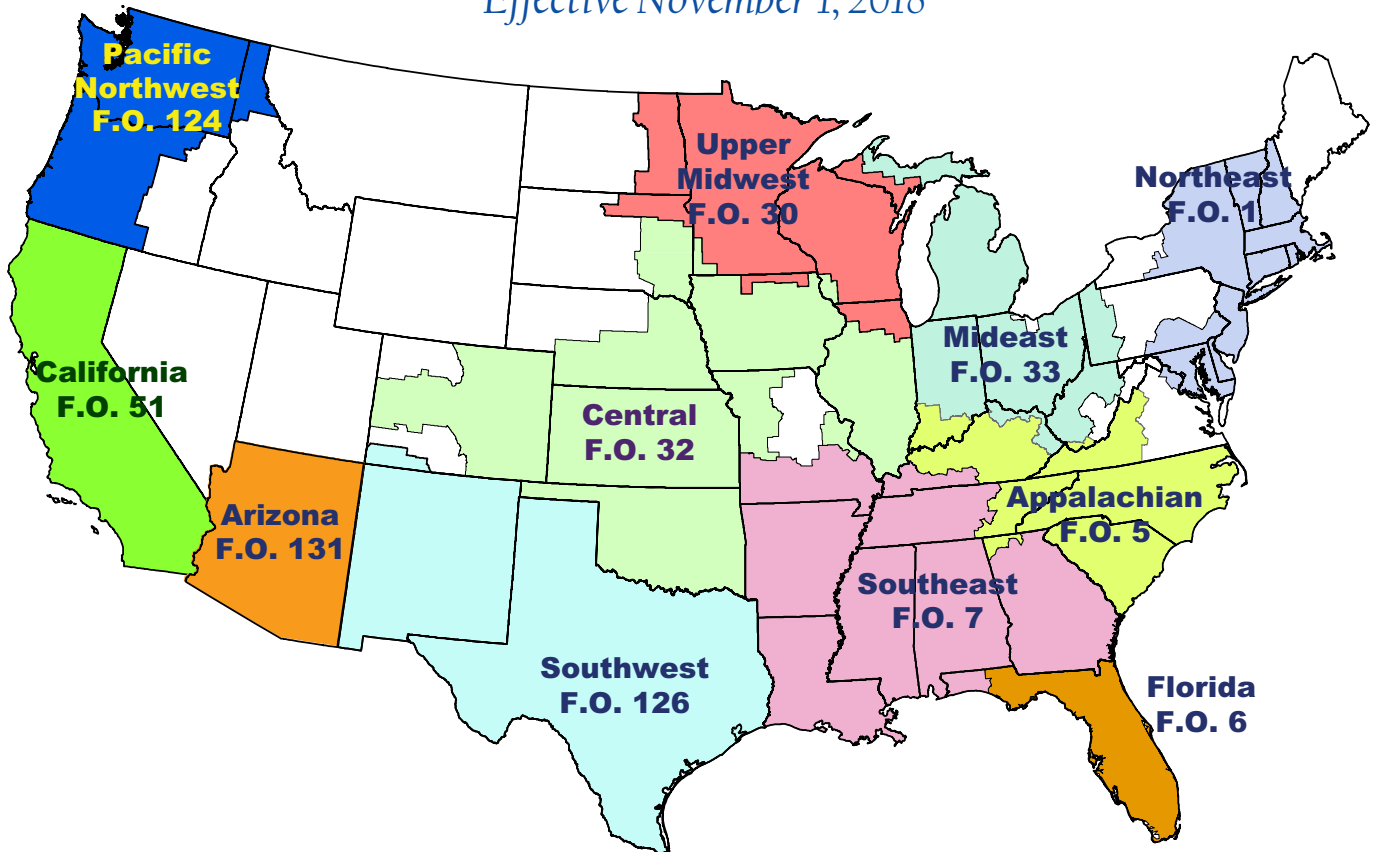 Effective November 1, 2018
Pacific
Northwest
F.O. 124
Upper
Midwest
F.O. 30
Northeast
F.O. 1
California
F.O. 51
Mideast
F.O. 33
Central
F.O. 32
Arizona
F.O. 131
Appalachian
F.O. 5
Southeast
F.O. 7
Southwest
F.O. 126
Florida
F.O. 6